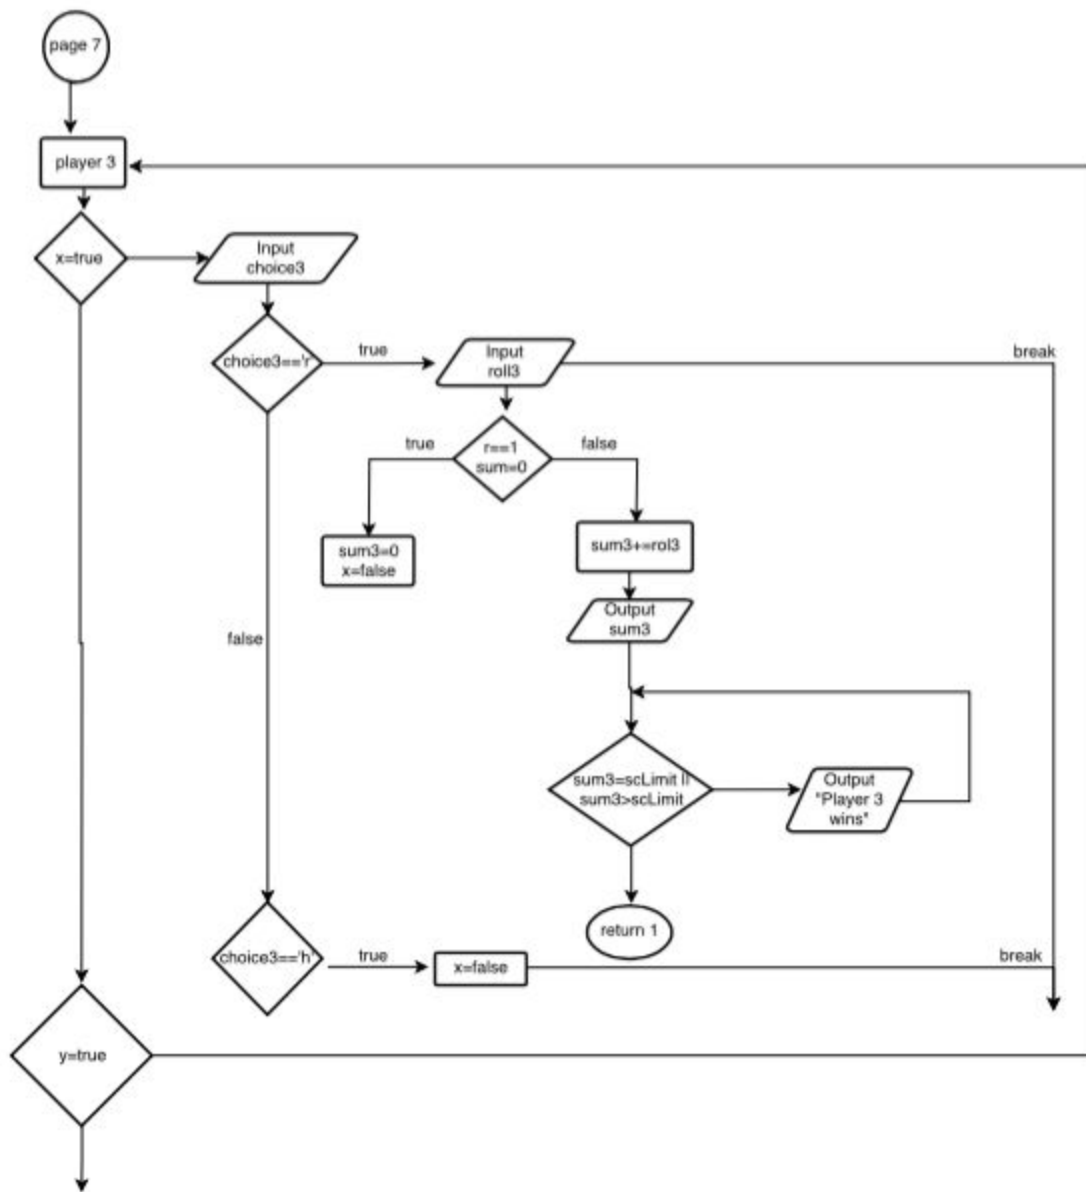 page 7
player 3
x=true
Input
choice3
choice3=='r'
true
Input
roll3
break
true
r==1
sum=0
false
sum3=0
x=false
sum3+=rol3
Output
sum3
false
sum3=scLimit ||
sum3>scLimit
Output
"Player 3
wins"
return 1
choice3=='h'
true
x=false
break
y=true